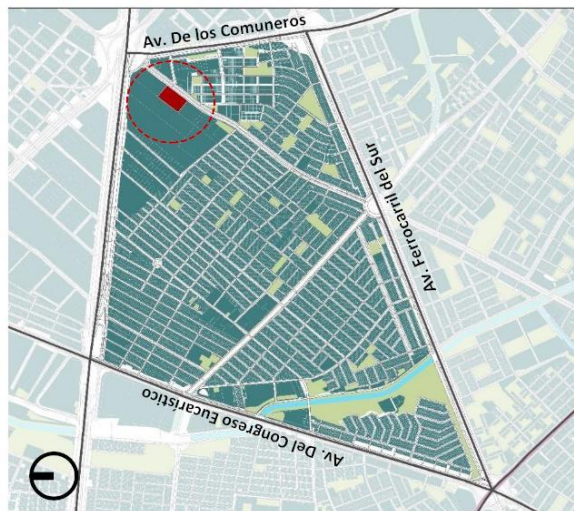 Av. De los Comuneros
Av. Ferrocarril del Sur
Av. Del Congreso Eucarístico